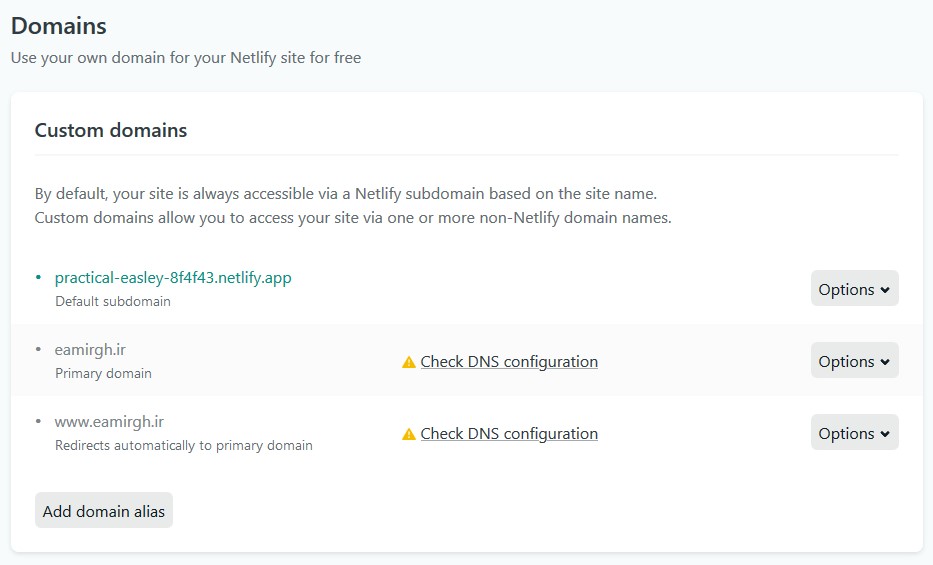 Domains
Use your own domain for your Netlify site for free
Custom domains
By default, your site is always accessible via a Netlify subdomain based on the site name.
Custom domains allow you to access your site via one or more non-Netlify domain names.
practical-easley-8f4f43.netlify.app
Default subdomain
Options
eamirgh.ir
Primary domain
Check DNS configuration
Options
www.eamirgh.ir
Redirects automatically to primary domain
Check DNS configuration
Options
Add domain alias